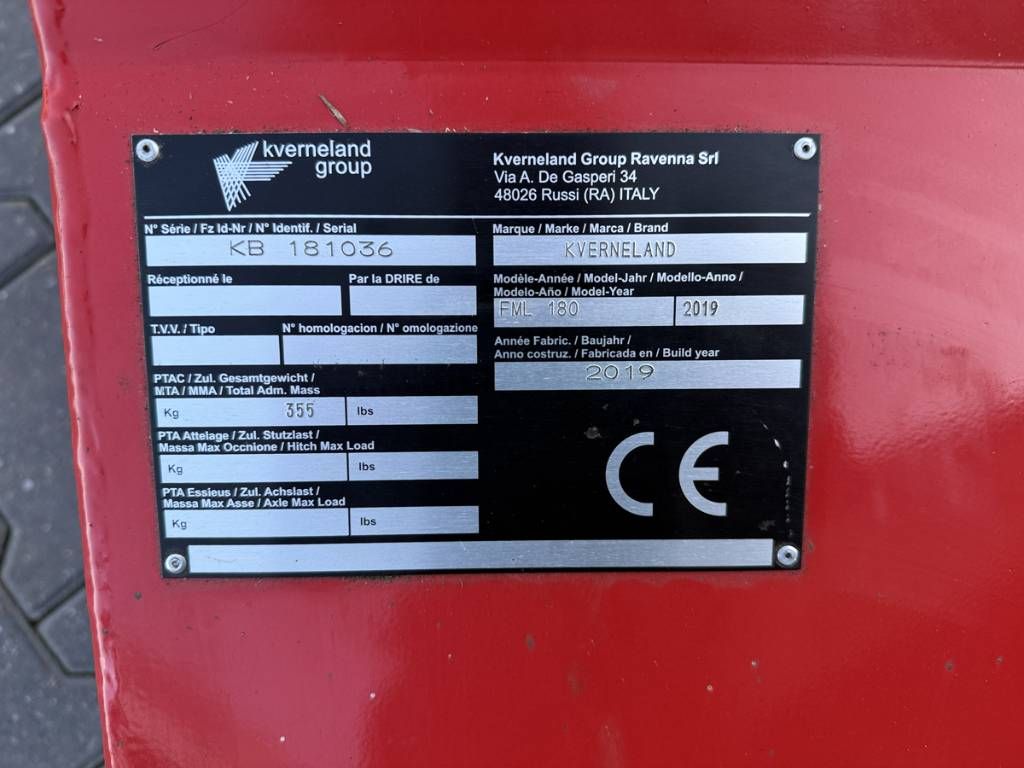 kverneland
group
Kverneland Group Ravenna Srl
Via A. De Gasperi 34
48026 Russi (RA) ITALY
N° Série / Fz Id-Nr / N° Identif. / Serial
KB 181036
Réceptionné le
Par la DRIRE de
T.V.V. / Tipo
N° homologacion / N° omologazione
PTAC / Zul. Gesamtgewicht /
MTA / MMA / Total Adm. Mass
Kg 355 lbs
PTA Attelage / Zul. Stutzlast /
Massa Max Occnione / Hitch Max Load
Kg lbs
PTA Essieus / Zul. Achslast /
Massa Max Asse / Axle Max Load
Kg lbs
Marque / Marke / Marca / Brand
KVERNELAND
Modèle-Année / Model-Jahr / Modello-Anno /
Modelo-Año / Model-Year
FML 180 2019
Année Fabric. / Baujahr /
Anno costruz. / Fabricada en / Build year
2019
CE